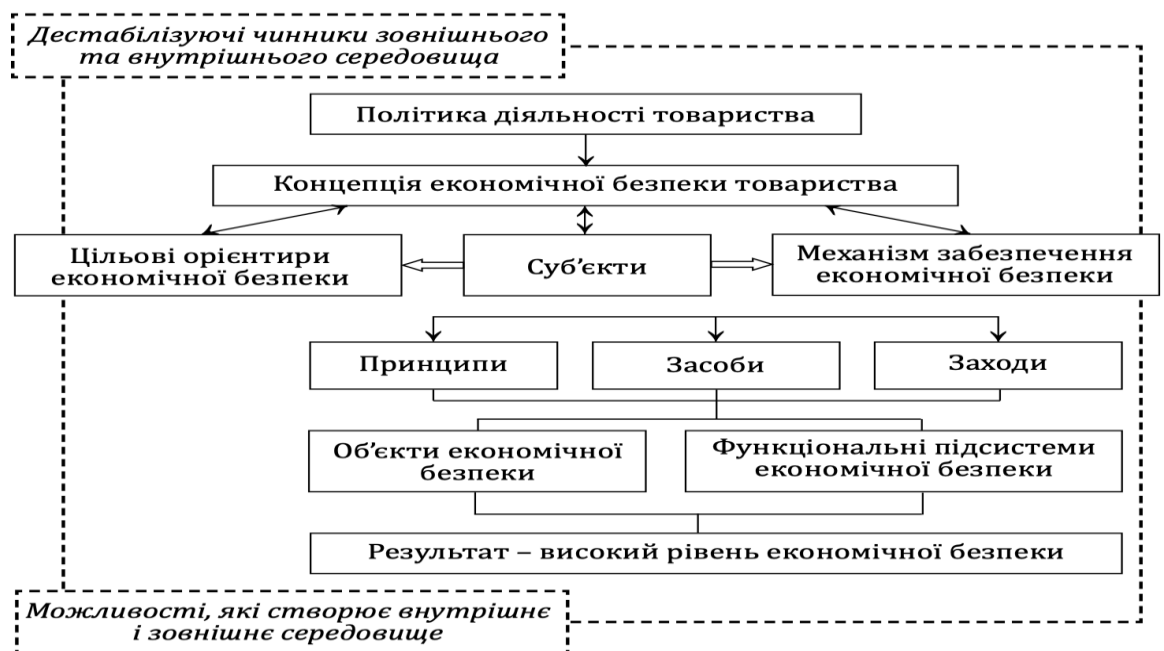 Дестабілізуючі чинники зовнішнього
та внутрішнього середовища
Політика діяльності товариства
Концепція економічної безпеки товариства
Цільові орієнтири
економічної безпеки
Суб’єкти
Механізм забезпечення
економічної безпеки
Принципи
Засоби
Заходи
Об’єкти економічної
безпеки
Функціональні підсистеми
економічної безпеки
Результат – високий рівень економічної безпеки
Можливості, які створює внутрішнє
і зовнішнє середовище